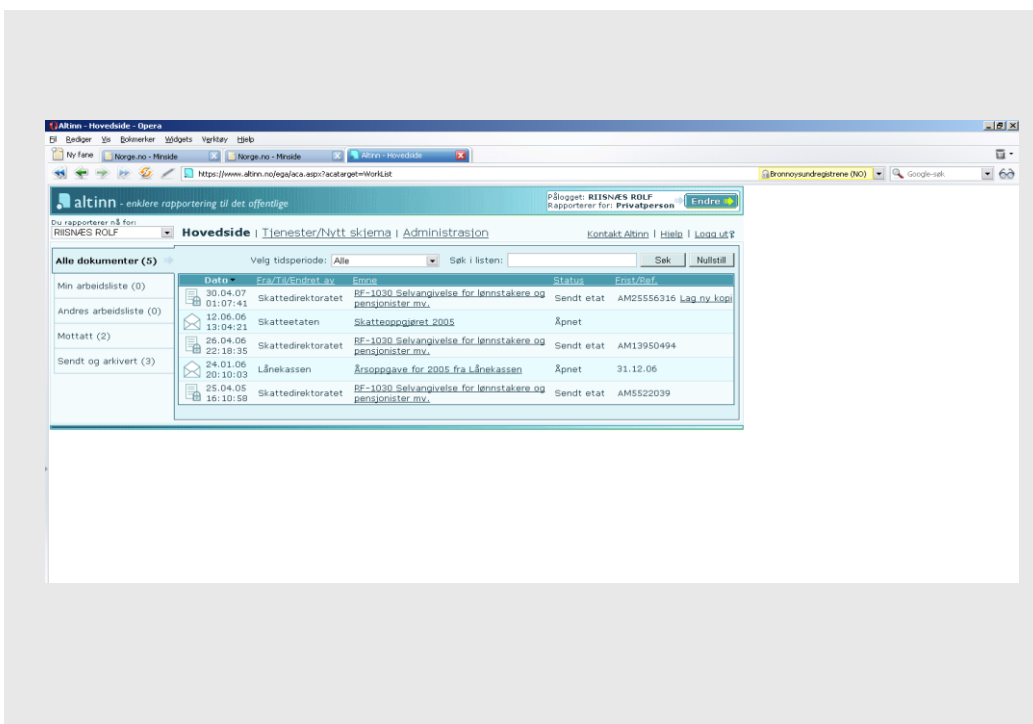 Altinn - Hovedside - Opera
Fil Rediger Vis Bokmerker Widgets Verktøy Hjelp
Ny fane Norge.no - Minside Norge.no - Minside Altinn - Hovedside
https://www.altinn.no/ega/aca.aspx?acatarget=WorkList Brønnøysundregistrene (NO) Google-søk
altinn - enklere rapportering til det offentlige
Pålogget: RIISNÆS ROLF
Rapporterer for: Privatperson
Endre
Du rapporterer nå for:
RIISNÆS ROLF
Hovedside | Tjenester/Nytt skjema | Administrasjon Kontakt Altinn | Hjelp | Logg ut
Alle dokumenter (5)
Min arbeidsliste (0)
Andres arbeidsliste (0)
Mottatt (2)
Sendt og arkivert (3)
Velg tidsperiode: Alle Søk i listen: Søk Nullstill
Dato Fra/Til/Endret av Emne Status Frist/Ref.
30.04.07 01:07:41 Skattedirektoratet RF-1030 Selvangivelse for lønnstakere og pensjonister mv. Sendt etat AM25556316 Lag ny kopi
12.06.06 13:04:21 Skatteetaten Skatteoppgjøret 2005 Åpnet
26.04.06 22:18:35 Skattedirektoratet RF-1030 Selvangivelse for lønnstakere og pensjonister mv. Sendt etat AM13950494
24.01.06 20:10:03 Lånekassen Årsoppgave for 2005 fra Lånekassen Åpnet 31.12.06
25.04.05 16:10:58 Skattedirektoratet RF-1030 Selvangivelse for lønnstakere og pensjonister mv. Sendt etat AM5522039